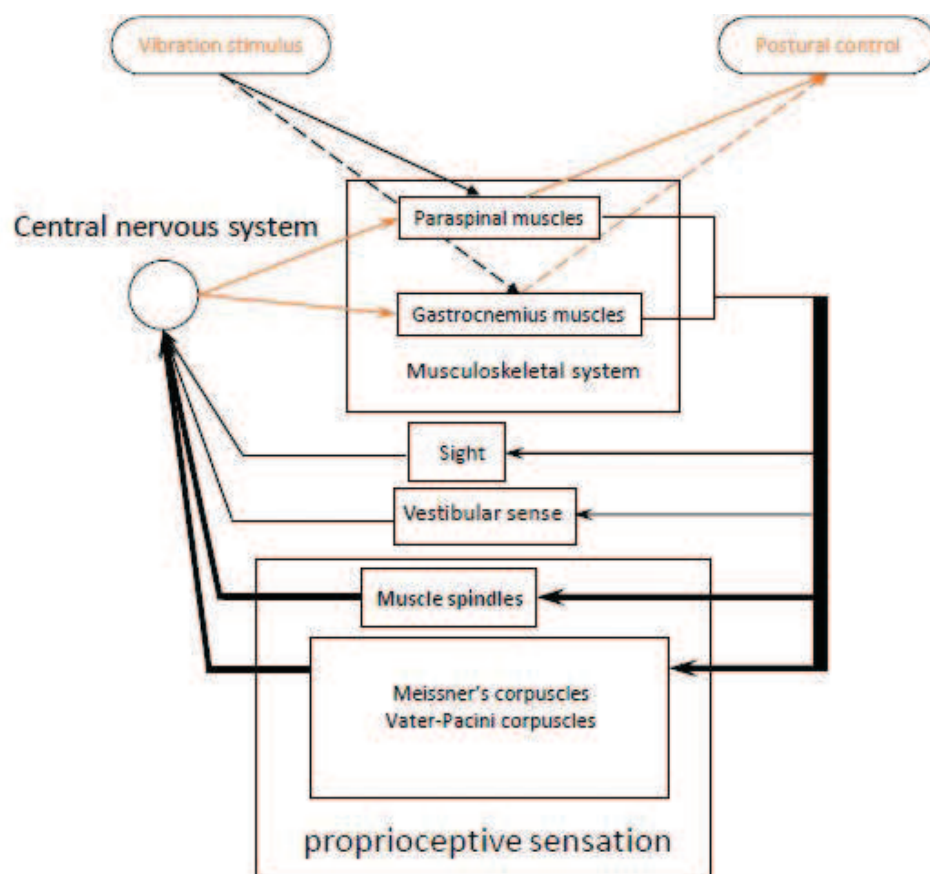 Vibration stimulus
Postural control
Central nervous system
Paraspinal muscles
Gastrocnemius muscles
Musculoskeletal system
Sight
Vestibular sense
Muscle spindles
Meissner's corpuscles
Vater-Pacini corpuscles
proprioceptive sensation